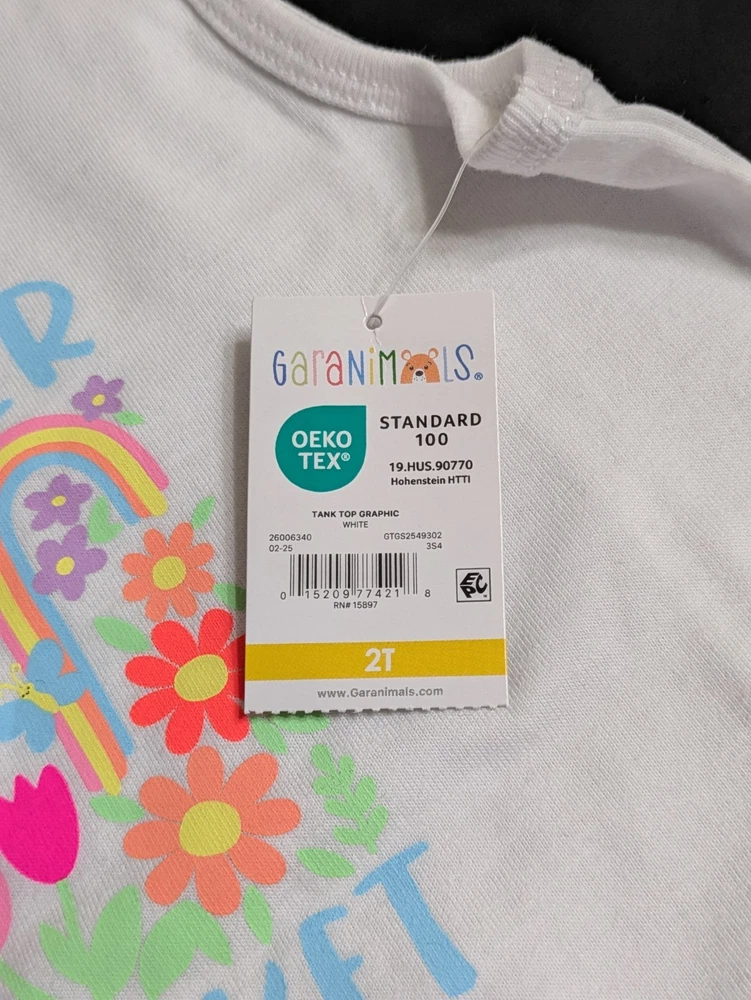 R
GARANIMALS®
OEKO
TEX®
STANDARD
100
19.HUS.90770
Hohenstein HTTI
TANK TOP GRAPHIC
WHITE
26006340 GTGS2549302
02-25 3S4
0 15209 77421 8
EPC™
RN# 15897
2T
www.Garanimals.com